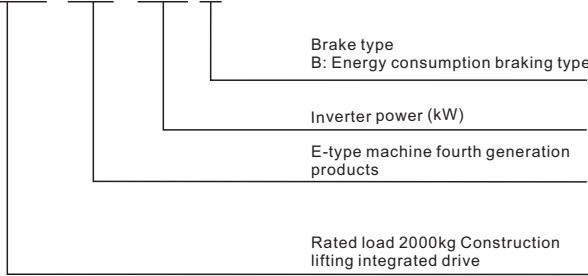 Brake type
B: Energy consumption braking type
Inverter power (kW)
E-type machine fourth generation
products
Rated load 2000kg Construction
lifting integrated drive